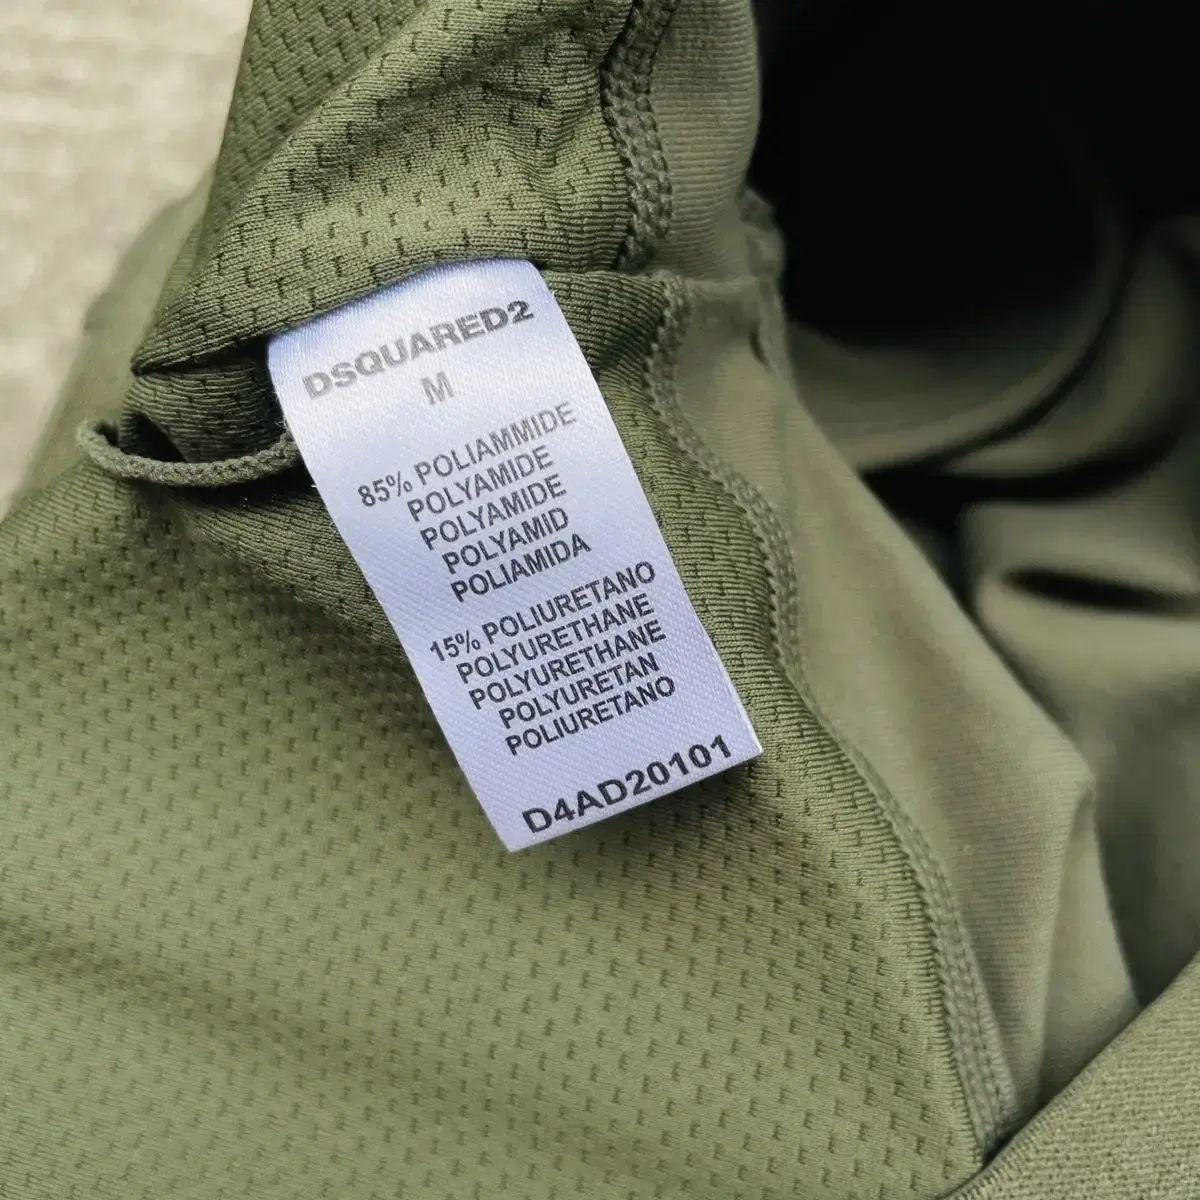 DSQUARED2
M
85% POLIAMMIDE
POLYAMIDE
POLYAMIDE
POLYAMID
POLIAMIDA
15% POLIURETANO
POLYURETHANE
POLYURETHANE
POLYURETAN
POLIURETANO
D4AD20101